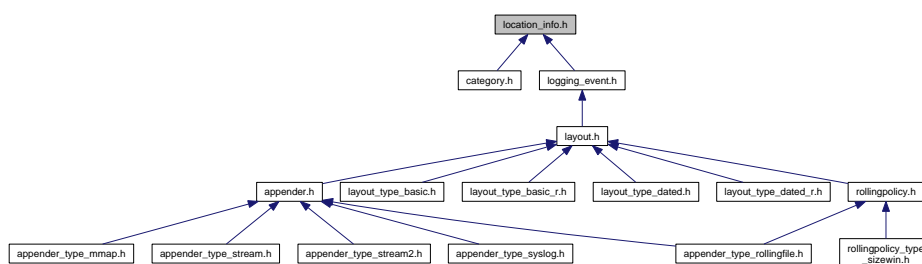 location_info.h
category.h
logging_event.h
layout.h
appender.h
layout_type_basic.h
layout_type_basic_r.h
layout_type_dated.h
layout_type_dated_r.h
rollingpolicy.h
appender_type_mmap.h
appender_type_stream.h
appender_type_stream2.h
appender_type_syslog.h
appender_type_rollingfile.h
rollingpolicy_type
_sizewin.h